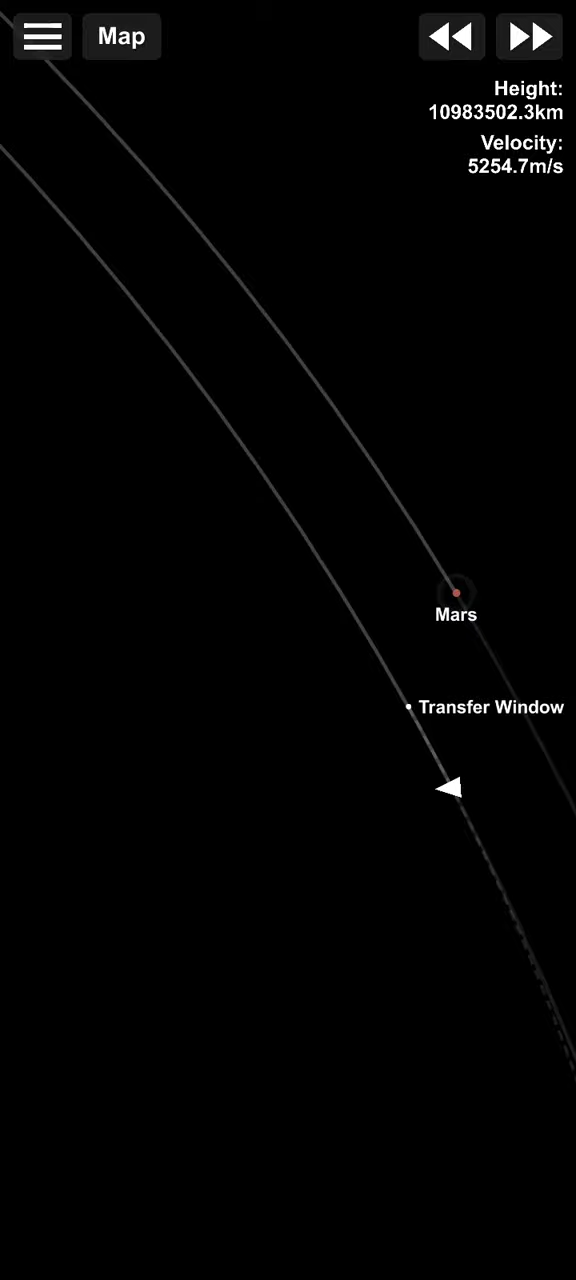 Map
Height:
10983502.3km
Velocity:
5254.7m/s
Mars
Transfer Window